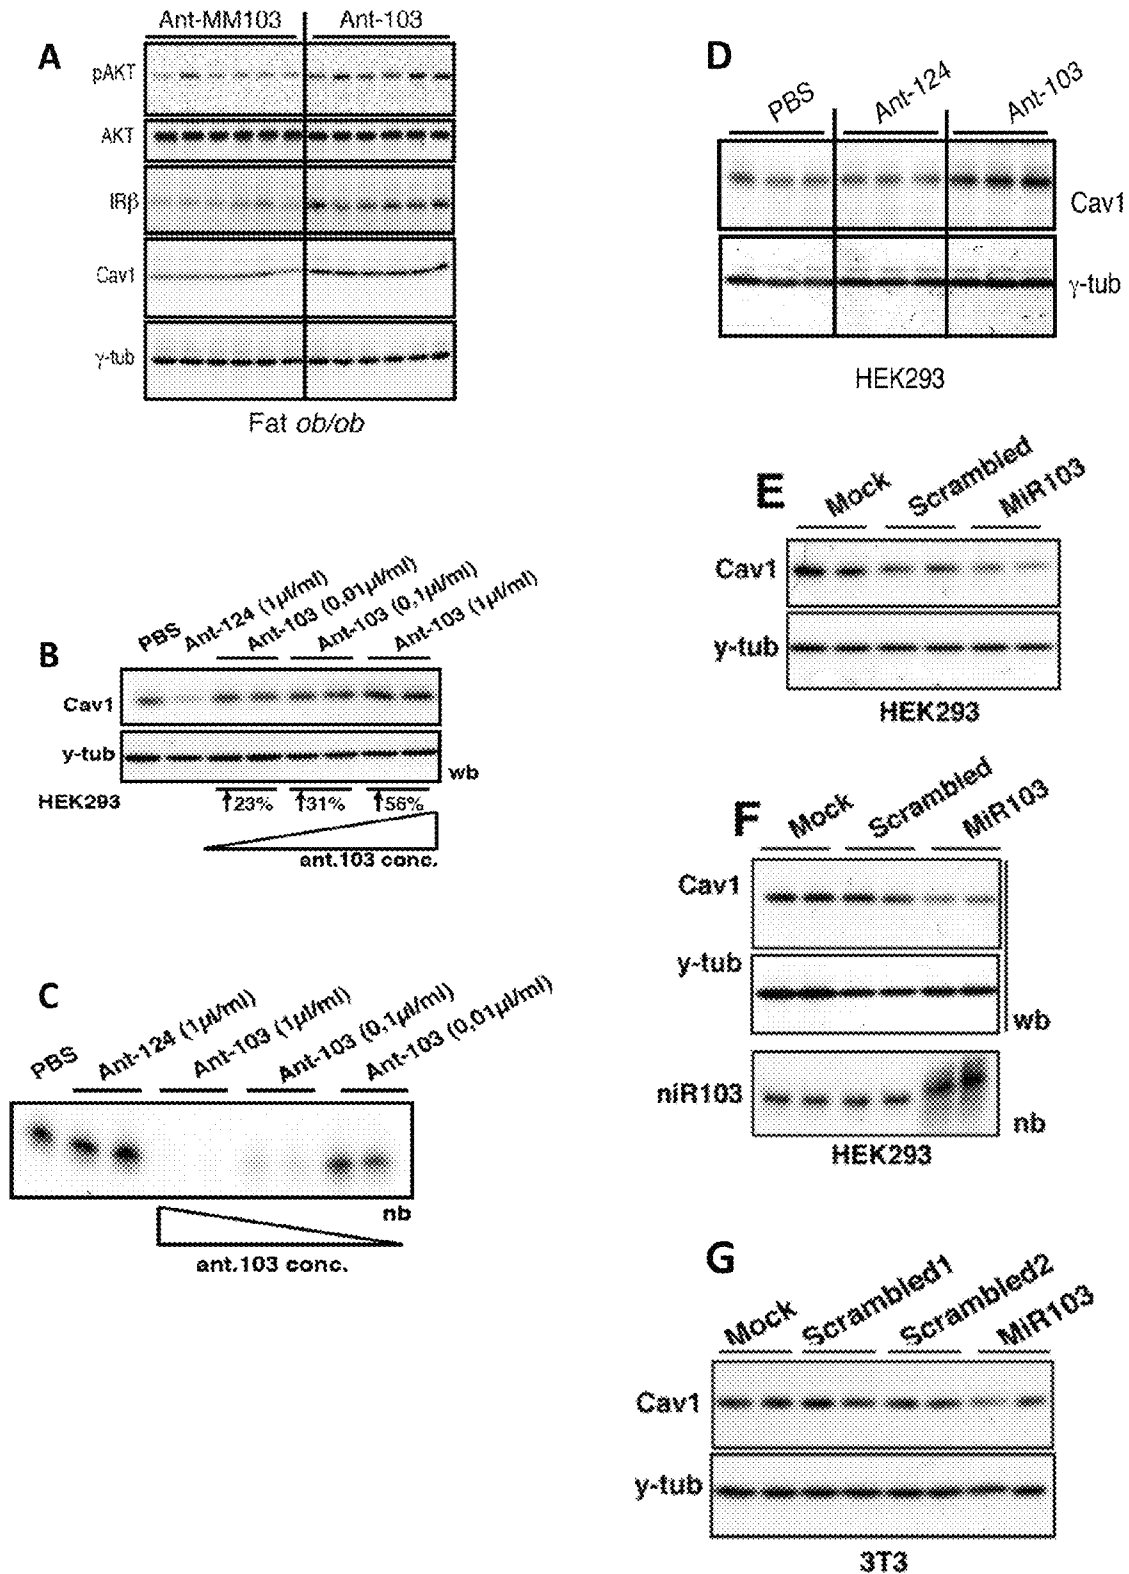 A
Ant-MM103 Ant-103
pAKT
AKT
IRβ
Cav1
γ-tub
Fat ob/ob
B
PBS
Ant-124 (1µl/ml)
Ant-103 (0,01µl/ml)
Ant-103 (0,1µl/ml)
Ant-103 (1µl/ml)
Cav1
y-tub
wb
HEK293 ↑23% ↑31% ↑56%
ant.103 conc.
C
PBS
Ant-124 (1µl/ml)
Ant-103 (1µl/ml)
Ant-103 (0,1µl/ml)
Ant-103 (0,01µl/ml)
nb
ant.103 conc.
D
PBS Ant-124 Ant-103
Cav1
γ-tub
HEK293
E
Mock Scrambled MiR103
Cav1
y-tub
HEK293
F
Mock Scrambled MiR103
Cav1
y-tub
wb
niR103
nb
HEK293
G
Mock Scrambled1 Scrambled2 MiR103
Cav1
y-tub
3T3